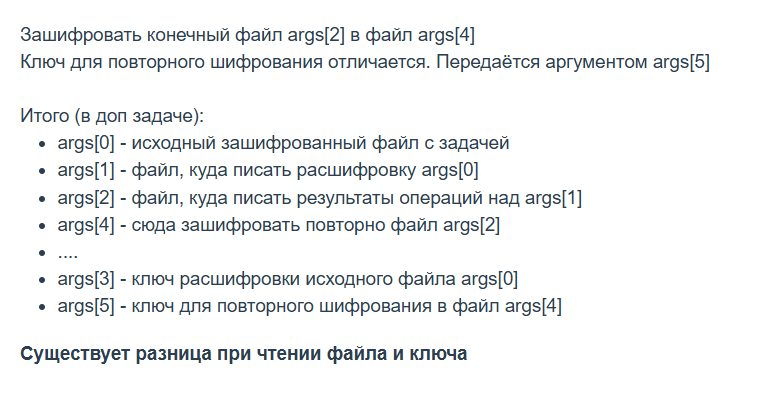 Зашифровать конечный файл args[2] в файл args[4]
Ключ для повторного шифрования отличается. Передаётся аргументом args[5]
Итого (в доп задаче):
• args[0] - исходный зашифрованный файл с задачей
• args[1] - файл, куда писать расшифровку args[0]
• args[2] - файл, куда писать результаты операций над args[1]
• args[4] - сюда зашифровать повторно файл args[2]
• ....
• args[3] - ключ расшифровки исходного файла args[0]
• args[5] - ключ для повторного шифрования в файл args[4]
Существует разница при чтении файла и ключа